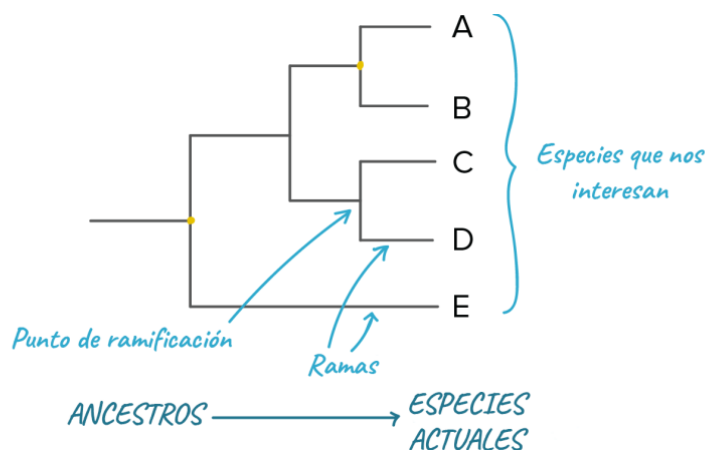 A
B
C
D
E
Especies que nos
interesan
Punto de ramificación
Ramas
ANCESTROS
ESPECIES
ACTUALES